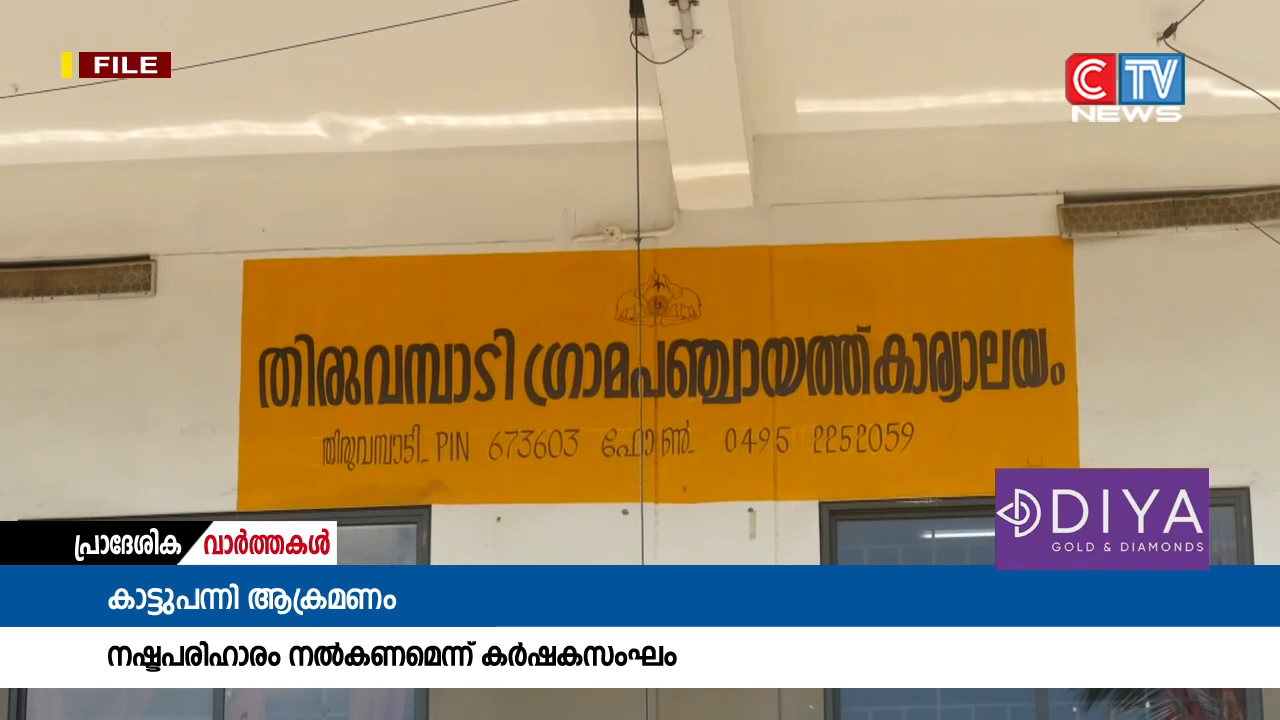 FILE
CTV
NEWS
തിരുവമ്പാടി ഗ്രാമപഞ്ചായത്ത് കാര്യാലയം
തിരുവമ്പാടി_ PIN 673603 ഫോൺ_ 0495 2252059
DIYA
GOLD & DIAMONDS
പ്രാദേശിക വാർത്തകൾ
കാട്ടുപന്നി ആക്രമണം
നഷ്ടപരിഹാരം നൽകണമെന്ന് കർഷകസംഘം